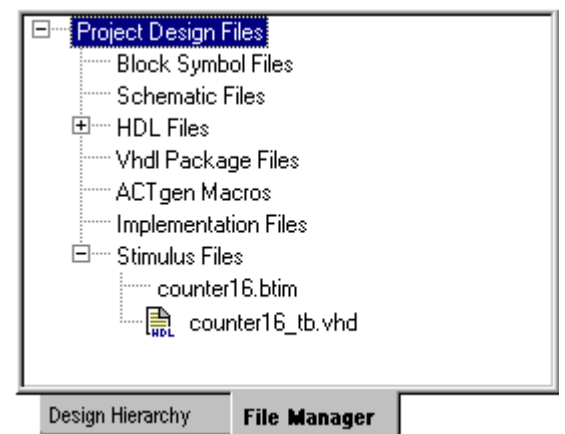 Project Design Files
Block Symbol Files
Schematic Files
HDL Files
Vhdl Package Files
ACTgen Macros
Implementation Files
Stimulus Files
counter16.btim
HDL counter16_tb.vhd
Design Hierarchy File Manager